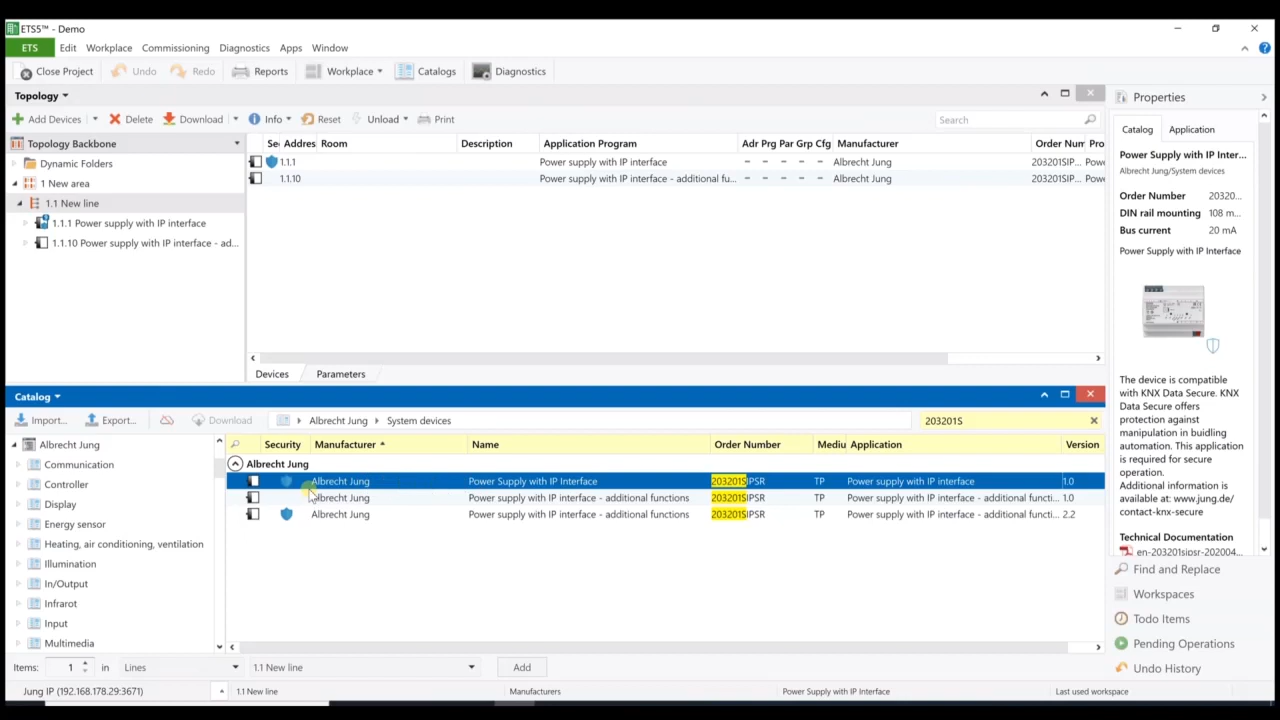 ETS5™ - Demo
ETS Edit Workplace Commissioning Diagnostics Apps Window
Close Project Undo Redo Reports Workplace Catalogs Diagnostics
Topology
Add Devices Delete Download Info Reset Unload Print Search
Topology Backbone
Dynamic Folders
1 New area
1.1 New line
1.1.1 Power supply with IP interface
1.1.10 Power supply with IP interface - ad...
Se Addres Room Description Application Program Adr Prg Par Grp Cfg Manufacturer Order Num Pro
1.1.1 Power supply with IP interface – – – – – Albrecht Jung 203201SIP... Powe
1.1.10 Power supply with IP interface - additional fu... – – – – – Albrecht Jung 203201SIP... Powe
Devices Parameters
Catalog
Import... Export... Download Albrecht Jung System devices 203201S
Albrecht Jung
Communication
Controller
Display
Energy sensor
Heating, air conditioning, ventilation
Illumination
In/Output
Infrarot
Input
Multimedia
Security Manufacturer Name Order Number Mediu Application Version
Albrecht Jung
Albrecht Jung Power Supply with IP Interface 203201SIPSR TP Power supply with IP interface 1.0
Albrecht Jung Power supply with IP interface - additional functions 203201SIPSR TP Power supply with IP interface - additional functi... 1.0
Albrecht Jung Power supply with IP interface - additional functions 203201SIPSR TP Power supply with IP interface - additional functi... 2.2
Items: 1 in Lines 1.1 New line Add
Jung IP (192.168.178.29:3671) 1.1 New line Manufacturers Power Supply with IP Interface Last used workspace
Properties
Catalog Application
Power Supply with IP Inter...
Albrecht Jung/System devices
Order Number 20320...
DIN rail mounting 108 m...
Bus current 20 mA
Power Supply with IP Interface
The device is compatible
with KNX Data Secure. KNX
Data Secure offers
protection against
manipulation in buidling
automation. This application
is required for secure
operation.
Additional information is
available at: www.jung.de/
contact-knx-secure
Technical Documentation
en-203201sipsr-202004...
Find and Replace
Workspaces
Todo Items
Pending Operations
Undo History